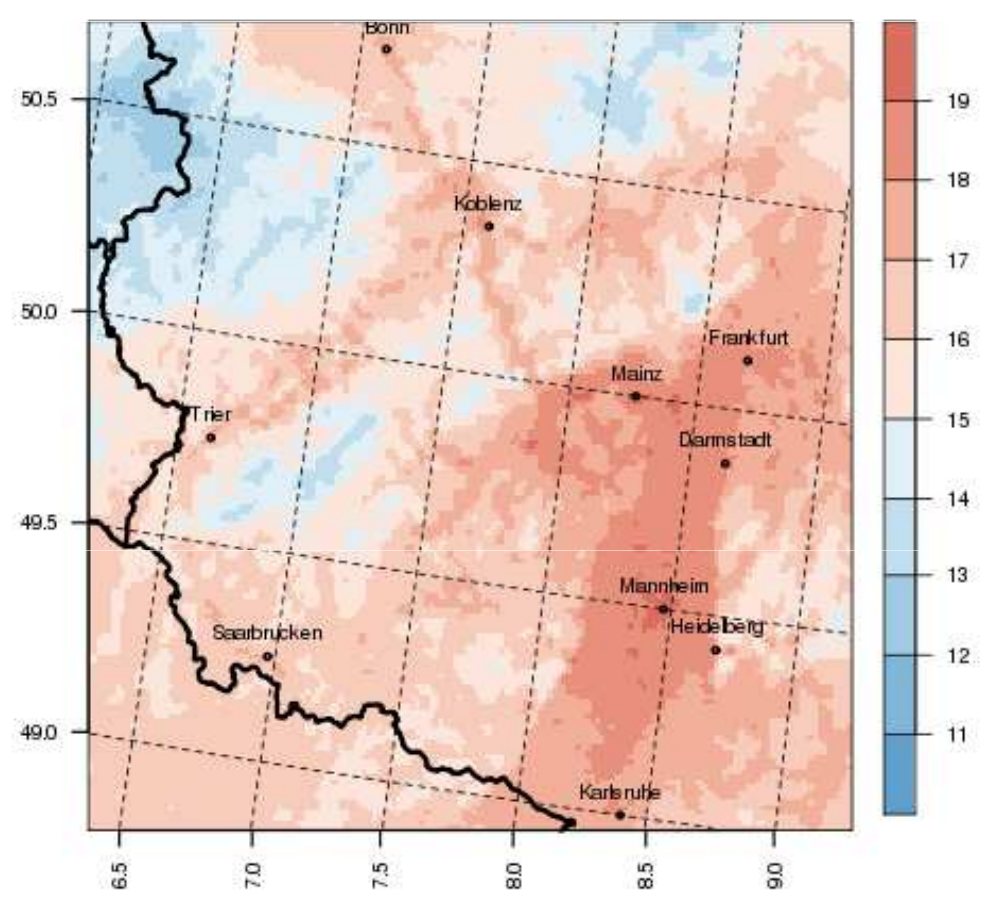 Bonn
50.5
19
18
Koblenz
17
50.0
Frankfurt
16
Mainz
Trier
15
Darmstadt
14
49.5
13
Mannheim
Heidelberg
Saarbrucken
12
49.0
11
Karlsruhe
6.5 7.0 7.5 8.0 8.5 9.0